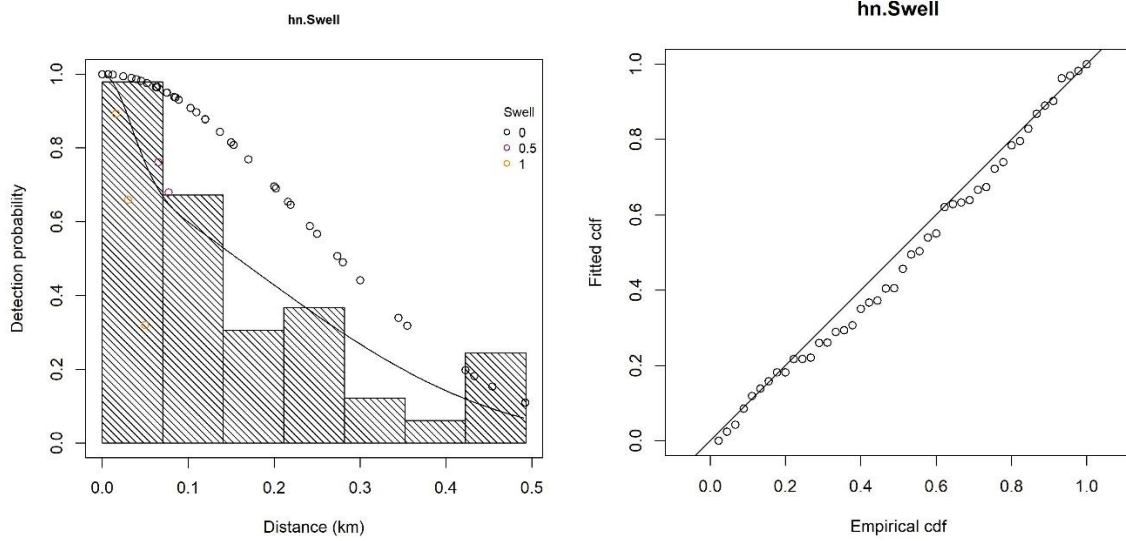 hn.Swell
Detection probability
0.0
0.2
0.4
0.6
0.8
1.0
Swell
0
0.5
1
0.0 0.1 0.2 0.3 0.4 0.5
Distance (km)
hn.Swell
Fitted cdf
0.0
0.2
0.4
0.6
0.8
1.0
0.0 0.2 0.4 0.6 0.8 1.0
Empirical cdf